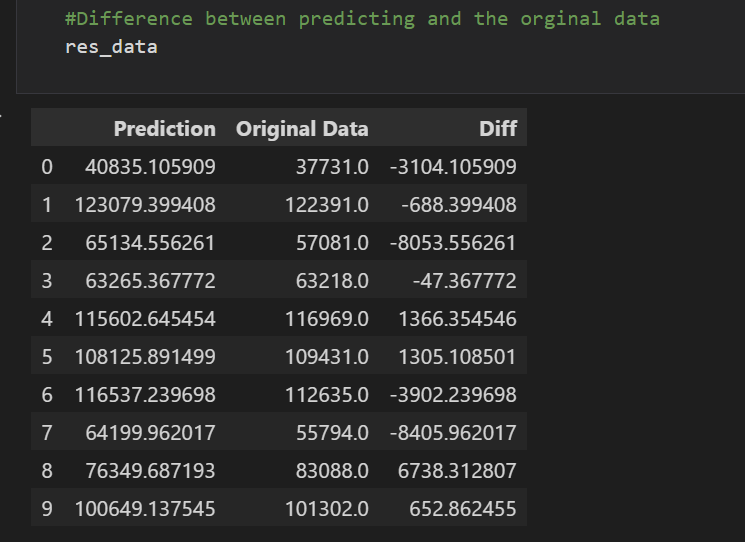 #Difference between predicting and the orginal data
res_data
Prediction Original Data Diff
0 40835.105909 37731.0 -3104.105909
1 123079.399408 122391.0 -688.399408
2 65134.556261 57081.0 -8053.556261
3 63265.367772 63218.0 -47.367772
4 115602.645454 116969.0 1366.354546
5 108125.891499 109431.0 1305.108501
6 116537.239698 112635.0 -3902.239698
7 64199.962017 55794.0 -8405.962017
8 76349.687193 83088.0 6738.312807
9 100649.137545 101302.0 652.862455